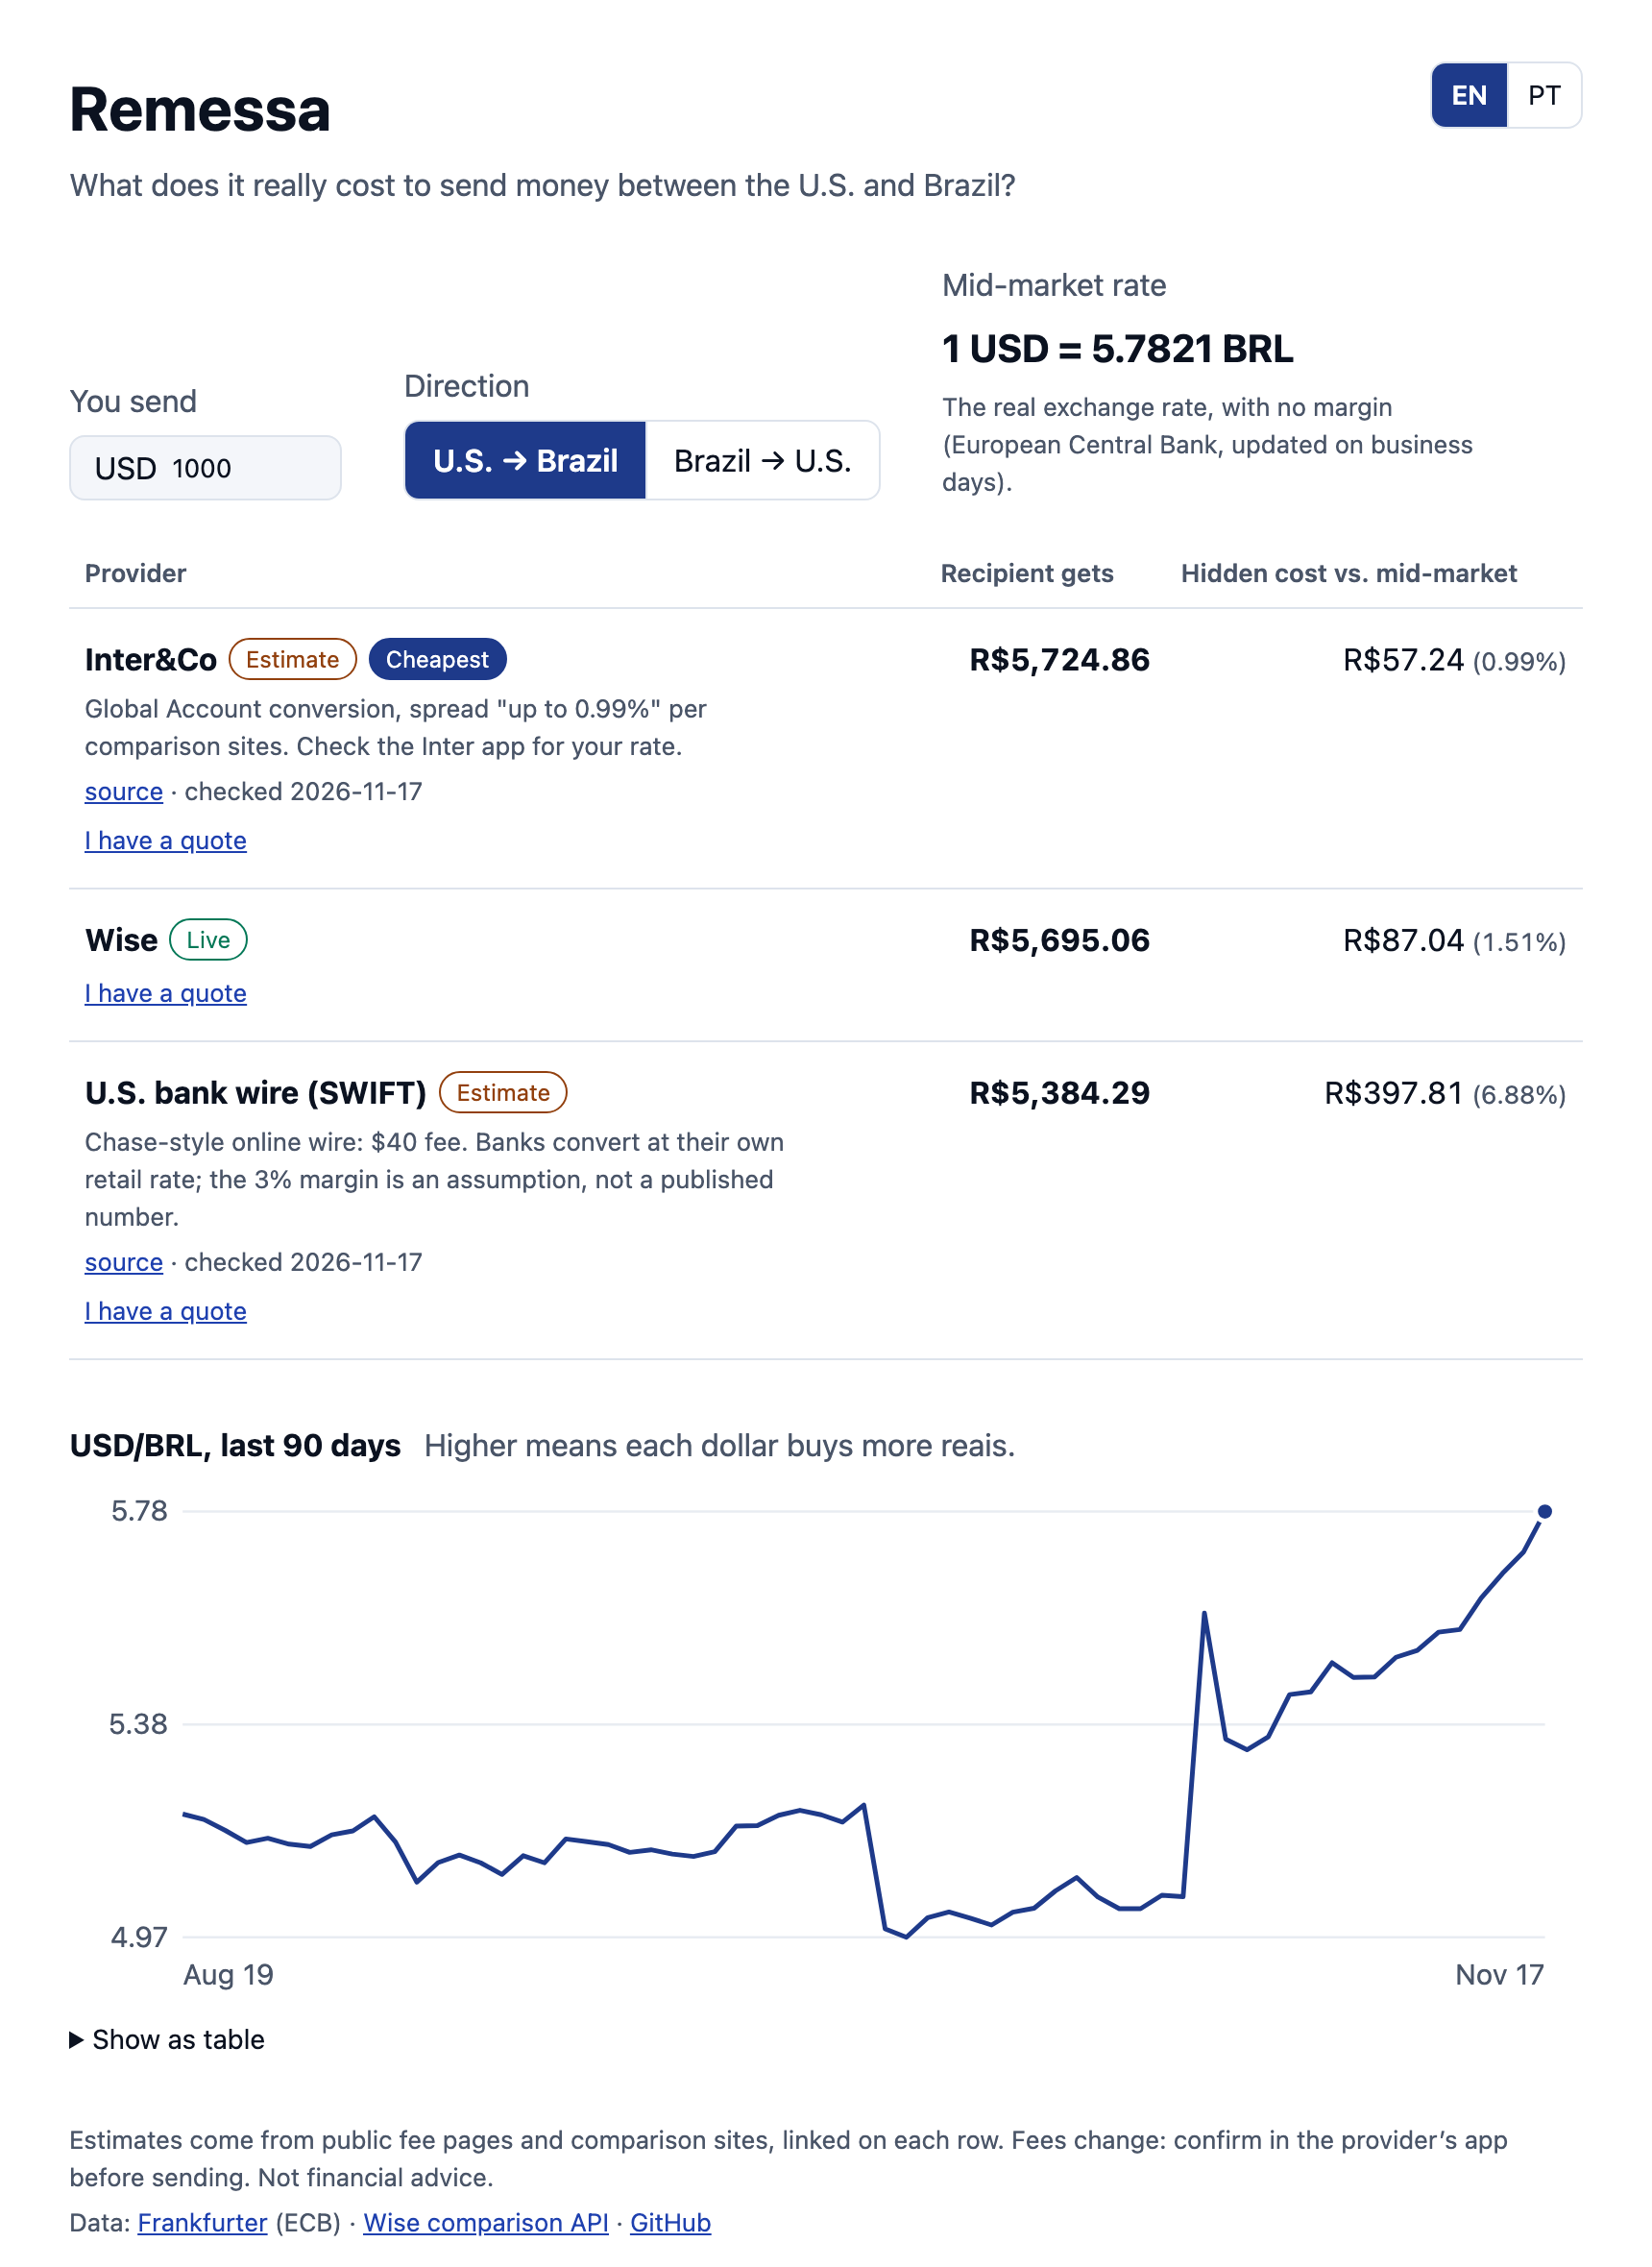 Remessa
EN PT
What does it really cost to send money between the U.S. and Brazil?
You send
USD 1000
Direction
U.S. → Brazil Brazil → U.S.
Mid-market rate
1 USD = 5.7821 BRL
The real exchange rate, with no margin
(European Central Bank, updated on business
days).
Provider Recipient gets Hidden cost vs. mid-market
Inter&Co Estimate Cheapest R$5,724.86 R$57.24 (0.99%)
Global Account conversion, spread "up to 0.99%" per
comparison sites. Check the Inter app for your rate.
source · checked 2026-11-17
I have a quote
Wise Live R$5,695.06 R$87.04 (1.51%)
I have a quote
U.S. bank wire (SWIFT) Estimate R$5,384.29 R$397.81 (6.88%)
Chase-style online wire: $40 fee. Banks convert at their own
retail rate; the 3% margin is an assumption, not a published
number.
source · checked 2026-11-17
I have a quote
USD/BRL, last 90 days Higher means each dollar buys more reais.
5.78
5.38
4.97
Aug 19 Nov 17
▶ Show as table
Estimates come from public fee pages and comparison sites, linked on each row. Fees change: confirm in the provider’s app
before sending. Not financial advice.
Data: Frankfurter (ECB) · Wise comparison API · GitHub